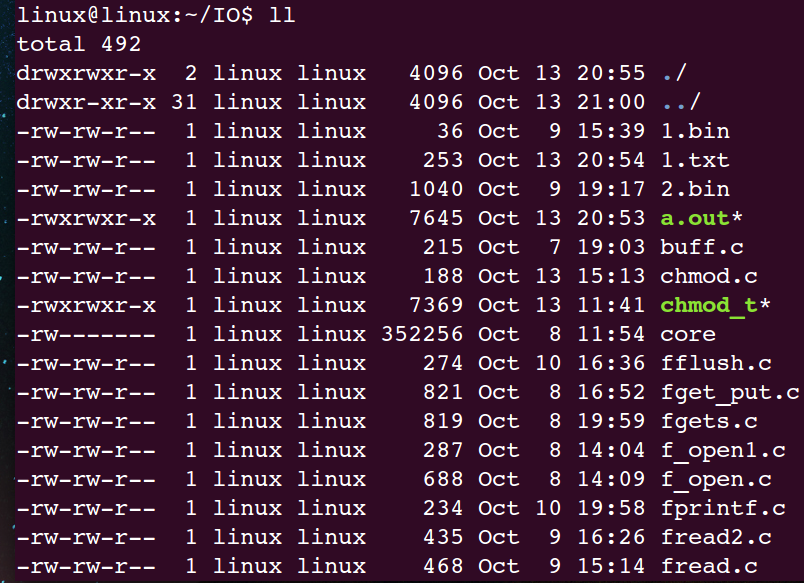 linux@linux:~/IO$ ll
total 492
drwxrwxr-x  2 linux linux   4096 Oct 13 20:55 ./
drwxr-xr-x 31 linux linux   4096 Oct 13 21:00 ../
-rw-rw-r--  1 linux linux     36 Oct  9 15:39 1.bin
-rw-rw-r--  1 linux linux    253 Oct 13 20:54 1.txt
-rw-rw-r--  1 linux linux   1040 Oct  9 19:17 2.bin
-rwxrwxr-x  1 linux linux   7645 Oct 13 20:53 a.out*
-rw-rw-r--  1 linux linux    215 Oct  7 19:03 buff.c
-rw-rw-r--  1 linux linux    188 Oct 13 15:13 chmod.c
-rwxrwxr-x  1 linux linux   7369 Oct 13 11:41 chmod_t*
-rw-------  1 linux linux 352256 Oct  8 11:54 core
-rw-rw-r--  1 linux linux    274 Oct 10 16:36 fflush.c
-rw-rw-r--  1 linux linux    821 Oct  8 16:52 fget_put.c
-rw-rw-r--  1 linux linux    819 Oct  8 19:59 fgets.c
-rw-rw-r--  1 linux linux    287 Oct  8 14:04 f_open1.c
-rw-rw-r--  1 linux linux    688 Oct  8 14:09 f_open.c
-rw-rw-r--  1 linux linux    234 Oct 10 19:58 fprintf.c
-rw-rw-r--  1 linux linux    435 Oct  9 16:26 fread2.c
-rw-rw-r--  1 linux linux    468 Oct  9 15:14 fread.c